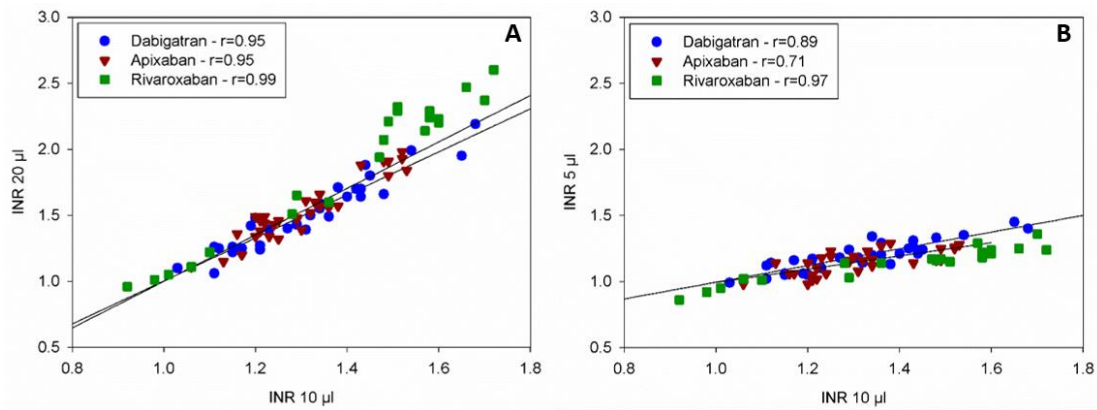 A
Dabigatran - r=0.95
Apixaban - r=0.95
Rivaroxaban - r=0.99
3.0
2.5
2.0
1.5
1.0
0.5
INR 20 µl
0.8 1.0 1.2 1.4 1.6 1.8
INR 10 µl
B
Dabigatran - r=0.89
Apixaban - r=0.71
Rivaroxaban - r=0.97
3.0
2.5
2.0
1.5
1.0
0.5
INR 5 µl
0.8 1.0 1.2 1.4 1.6 1.8
INR 10 µl